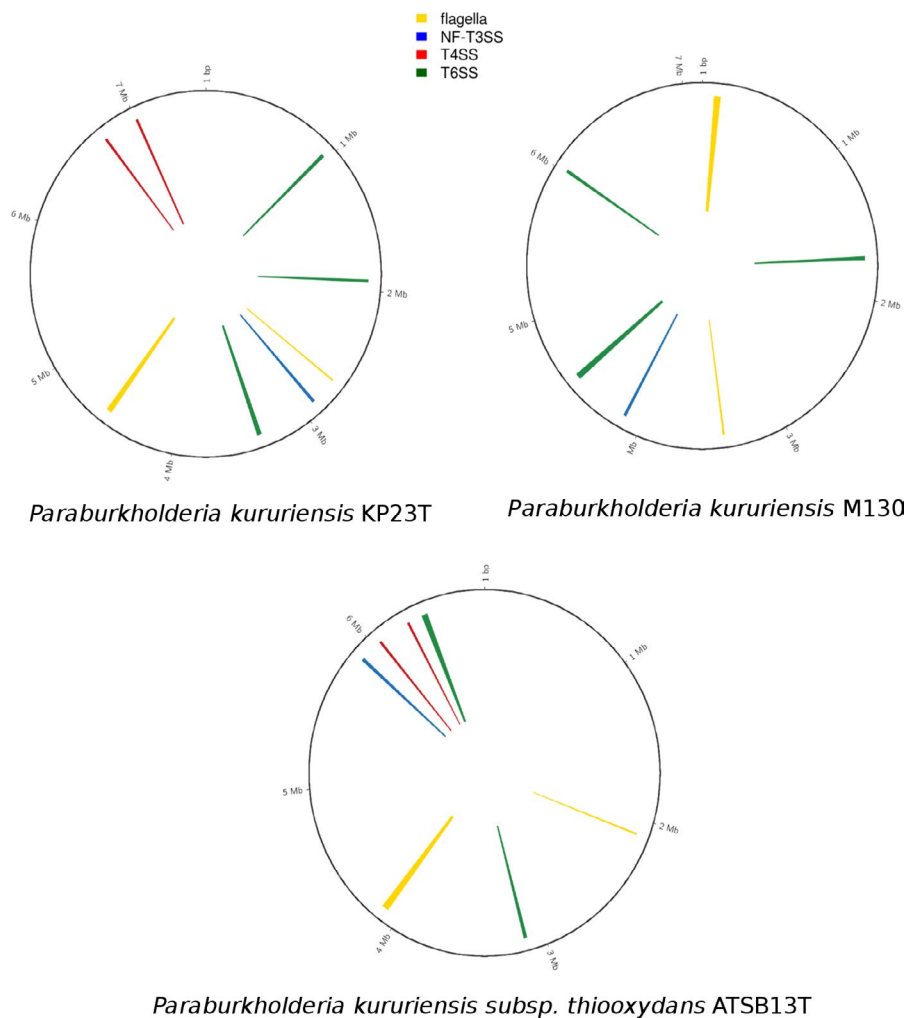 flagella
NF-T3SS
T4SS
T6SS
1 bp
1 Mb
2 Mb
3 Mb
4 Mb
5 Mb
6 Mb
7 Mb
Paraburkholderia kururiensis KP23T
1 bp
1 Mb
2 Mb
3 Mb
Mb
5 Mb
6 Mb
7 Mb
Paraburkholderia kururiensis M130
1 bp
1 Mb
2 Mb
3 Mb
4 Mb
5 Mb
6 Mb
Paraburkholderia kururiensis subsp. thiooxydans ATSB13T